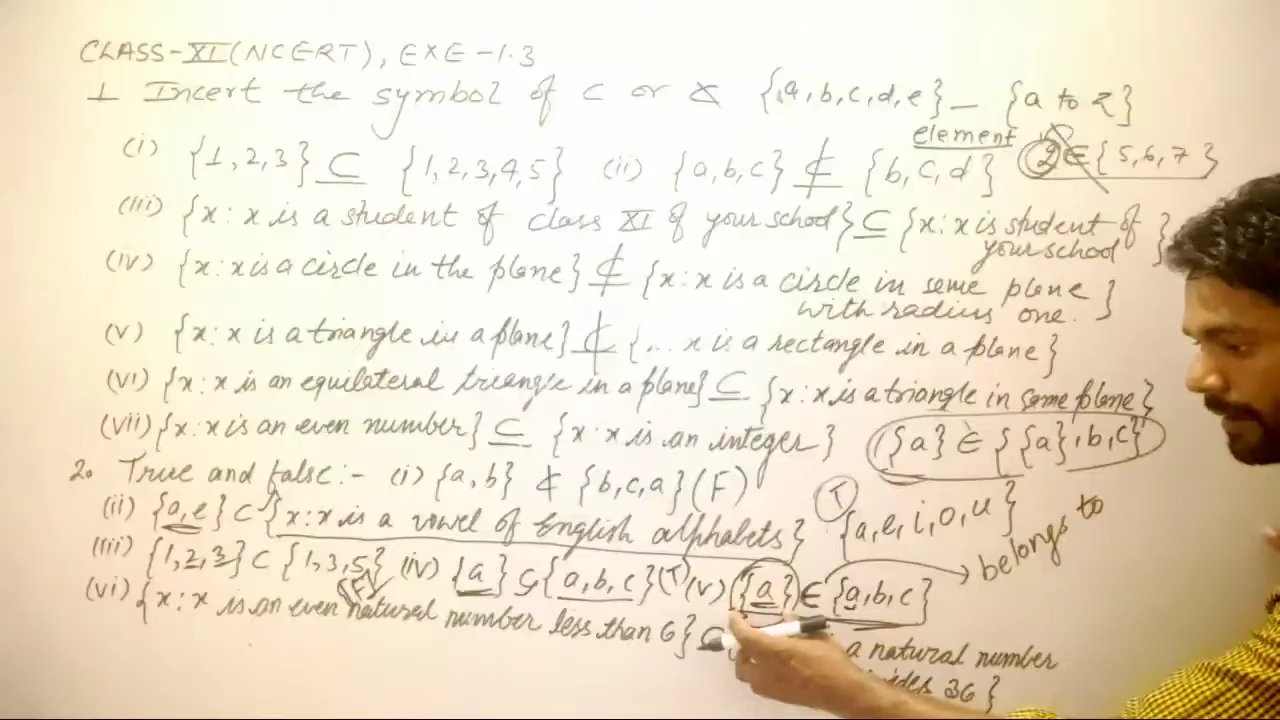 CLASS-XI(NCERT), EXE-1.3
1 Incert the symbol of ⊂ or ⊄ {a,b,c,d,e} _ {a to z}
element
(i) {1,2,3} ⊂ {1,2,3,4,5} (ii) {a,b,c} ⊄ {b,c,d} 2 ∈ {5,6,7}
(iii) {x:x is a student of class XI of your school} ⊂ {x:x is student of your school}
(iv) {x:x is a circle in the plane} ⊄ {x:x is a circle in same plane with radius one.}
(v) {x:x is a triangle in a plane} ⊄ {... x is a rectangle in a plane}
(vi) {x:x is an equilateral triangle in a plane} ⊂ {x:x is a triangle in some plane}
(vii) {x:x is an even number} ⊂ {x:x is an integer} {a} ∈ {{a},b,c}
2. True and false:- (i) {a,b} ⊄ {b,c,a} (F)
(ii) {a,e} ⊂ {x:x is a vowel of English alphabets} (T) {a,e,i,o,u}
(iii) {1,2,3} ⊂ {1,3,5} (F) (iv) {a} ⊂ {a,b,c} (T) (v) {a} ∈ {a,b,c} → belongs to
(vi) {x:x is an even natural number less than 6} ⊂ a natural number
36}